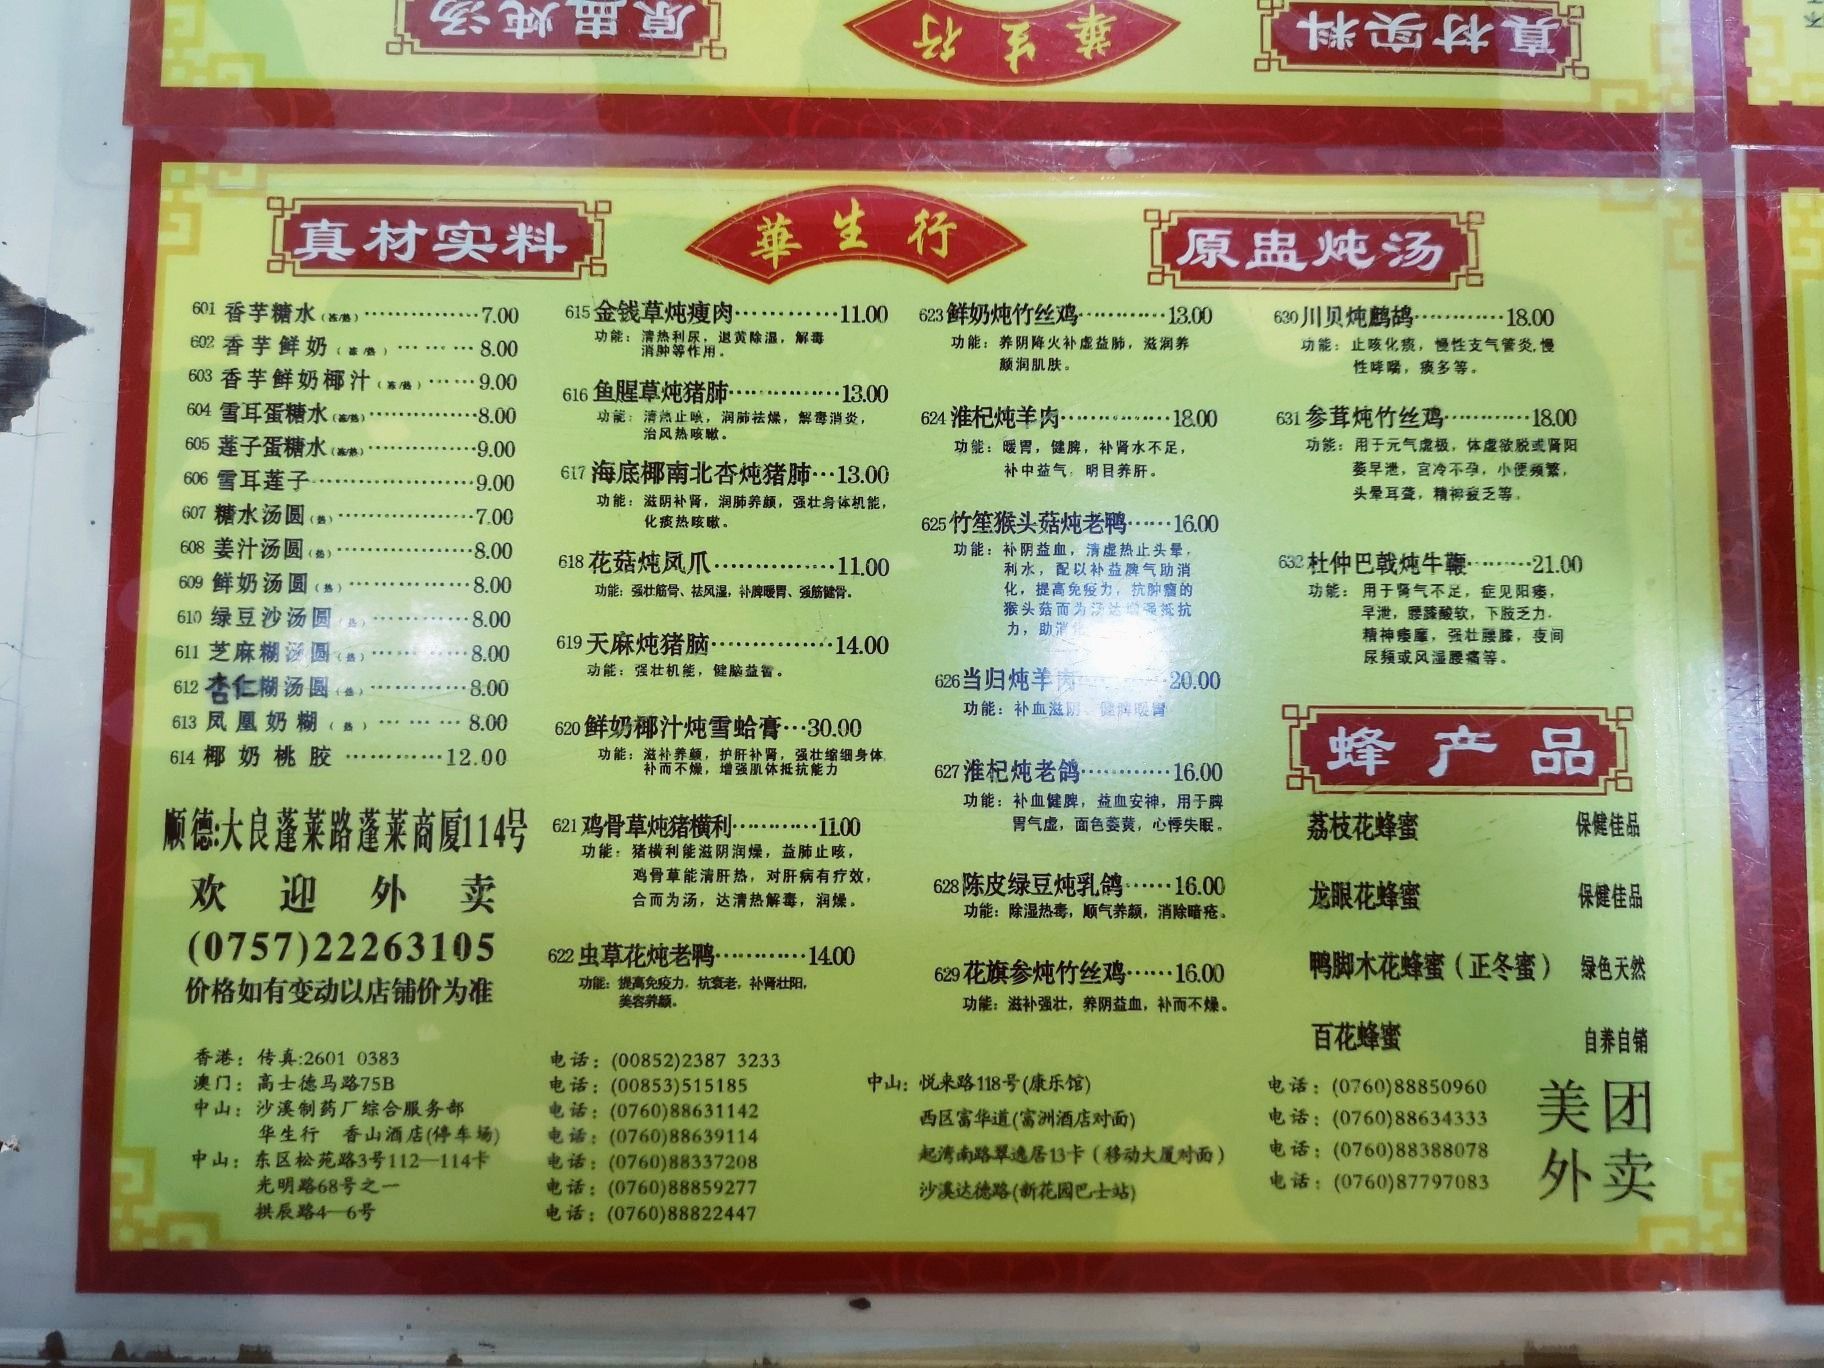 原盅炖汤
華生行
真材实料
真材实料
華生行
原盅炖汤
601 香芋糖水(冻/热)…………7.00
602 香芋鲜奶(冻/热)………8.00
603 香芋鲜奶椰汁(冻/热)……9.00
604 雪耳蛋糖水(冻/热)…………8.00
605 莲子蛋糖水(冻/热)…………9.00
606 雪耳莲子……………9.00
607 糖水汤圆(热)……………7.00
608 姜汁汤圆(热)……………8.00
609 鲜奶汤圆(热)……………8.00
610 绿豆沙汤圆(热)…………8.00
611 芝麻糊汤圆(热)…………8.00
612 杏仁糊汤圆(热)…………8.00
613 凤凰奶糊(热)………8.00
614 椰奶桃胶…………12.00
顺德:大良蓬莱路蓬莱商厦114号
欢迎外卖
(0757)22263105
价格如有变动以店铺价为准
615 金钱草炖瘦肉…………11.00
功能：清热利尿，退黄除湿，解毒
消肿等作用。
616 鱼腥草炖猪肺…………13.00
功能：清热止咳，润肺祛燥，解毒消炎，
治风热咳嗽。
617 海底椰南北杏炖猪肺…13.00
功能：滋阴补肾，润肺养颜，强壮身体机能，
化痰热咳嗽。
618 花菇炖凤爪……………11.00
功能：强壮筋骨、祛风湿，补脾暖胃、强筋健骨。
619 天麻炖猪脑……………14.00
功能：强壮机能，健脑益智。
620 鲜奶椰汁炖雪蛤膏…30.00
功能：滋补养颜，护肝补肾，强壮缩细身体，
补而不燥，增强肌体抵抗能力
621 鸡骨草炖猪横利…………11.00
功能：猪横利能滋阴润燥，益肺止咳，
鸡骨草能清肝热，对肝病有疗效，
合而为汤，达清热解毒，润燥。
622 虫草花炖老鸭…………14.00
功能：提高免疫力，抗衰老，补肾壮阳，
美容养颜。
623 鲜奶炖竹丝鸡…………13.00
功能：养阴降火补虚益肺，滋润养
颜润肌肤。
624 淮杞炖羊肉…………18.00
功能：暖胃，健脾，补肾水不足，
补中益气，明目养肝。
625 竹笙猴头菇炖老鸭……16.00
功能：补阴益血，清虚热止头晕，
利水，配以补益脾气助消
化，提高免疫力，抗肿瘤的
猴头菇而为汤达增强抵抗
力，助消化
626 当归炖羊肉…………20.00
功能：补血滋阴、健脾暖胃
627 淮杞炖老鸽…………16.00
功能：补血健脾，益血安神，用于脾
胃气虚，面色萎黄，心悸失眠。
628 陈皮绿豆炖乳鸽……16.00
功能：除湿热毒，顺气养颜，消除暗疮。
629 花旗参炖竹丝鸡……16.00
功能：滋补强壮，养阴益血，补而不燥。
630 川贝炖鹧鸪…………18.00
功能：止咳化痰，慢性支气管炎,慢
性哮喘，痰多等。
631 参茸炖竹丝鸡…………18.00
功能：用于元气虚极，体虚欲脱或肾阳
萎早泄，宫冷不孕，小便频繁，
头晕耳聋，精神疲乏等。
632 杜仲巴戟炖牛鞭………21.00
功能：用于肾气不足，症见阳痿，
早泄，腰膝酸软，下肢乏力，
精神痿靡，强壮腰膝，夜间
尿频或风湿腰痛等。
蜂产品
荔枝花蜂蜜 保健佳品
龙眼花蜂蜜 保健佳品
鸭脚木花蜂蜜（正冬蜜） 绿色天然
百花蜂蜜 自养自销
香港：传真:2601 0383 电话：(00852)2387 3233
澳门：高士德马路75B 电话：(00853)515185
中山：沙溪制药厂综合服务部 电话：(0760)88631142
华生行 香山酒店(停车场) 电话：(0760)88639114
中山：东区松苑路3号112—114卡 电话：(0760)88337208
光明路68号之一 电话：(0760)88859277
拱辰路4—6号 电话：(0760)88822447
中山：悦来路118号(康乐馆) 电话：(0760)88850960
西区富华道(富洲酒店对面) 电话：(0760)88634333
起湾南路翠逸居13卡（移动大厦对面） 电话：(0760)88388078
沙溪达德路(新花园巴士站) 电话：(0760)87797083
美团
外卖